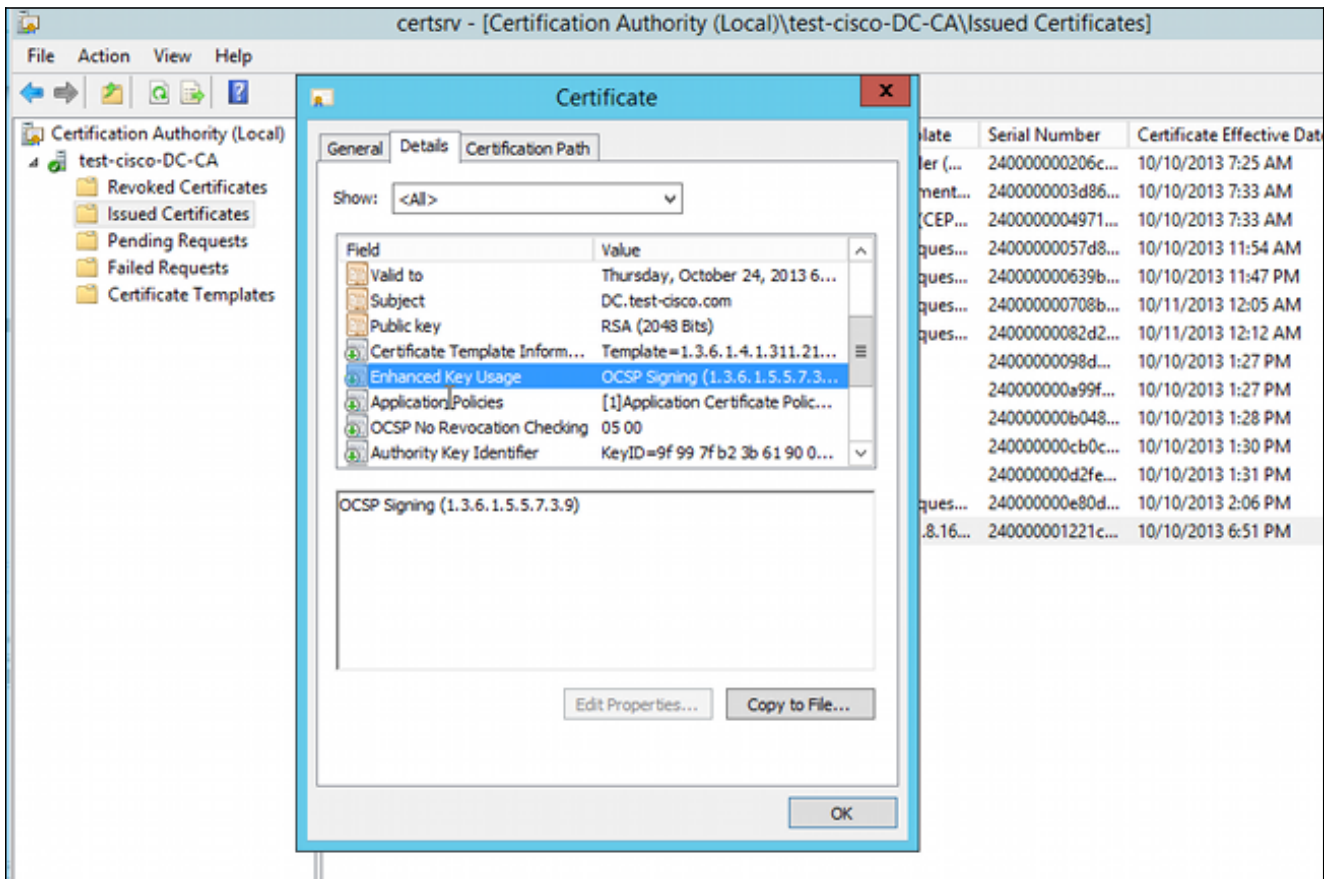 certsrv - [Certification Authority (Local)\test-cisco-DC-CA\Issued Certificates]
File Action View Help
Certification Authority (Local)
test-cisco-DC-CA
Revoked Certificates
Issued Certificates
Pending Requests
Failed Requests
Certificate Templates
Certificate
x
General Details Certification Path
Show: <All>
Field Value
Valid to Thursday, October 24, 2013 6...
Subject DC.test-cisco.com
Public key RSA (2048 Bits)
Certificate Template Inform... Template=1.3.6.1.4.1.311.21...
Enhanced Key Usage OCSP Signing (1.3.6.1.5.5.7.3...
Application Policies [1]Application Certificate Polic...
OCSP No Revocation Checking 05 00
Authority Key Identifier KeyID=9f 99 7f b2 3b 61 90 0...
OCSP Signing (1.3.6.1.5.5.7.3.9)
Edit Properties... Copy to File...
OK
late Serial Number Certificate Effective Dat
ler (... 240000000206c... 10/10/2013 7:25 AM
ment... 240000003d86... 10/10/2013 7:33 AM
(CEP... 240000004971... 10/10/2013 7:33 AM
ques... 24000000057d8... 10/10/2013 11:54 AM
ques... 240000000639b... 10/10/2013 11:47 PM
ques... 240000000708b... 10/11/2013 12:05 AM
ques... 240000000082d2... 10/11/2013 12:12 AM
240000000098d... 10/10/2013 1:27 PM
240000000a99f... 10/10/2013 1:27 PM
240000000b048... 10/10/2013 1:28 PM
240000000cb0c... 10/10/2013 1:30 PM
240000000d2fe... 10/10/2013 1:31 PM
ques... 240000000e80d... 10/10/2013 2:06 PM
.8.16... 240000001221c... 10/10/2013 6:51 PM